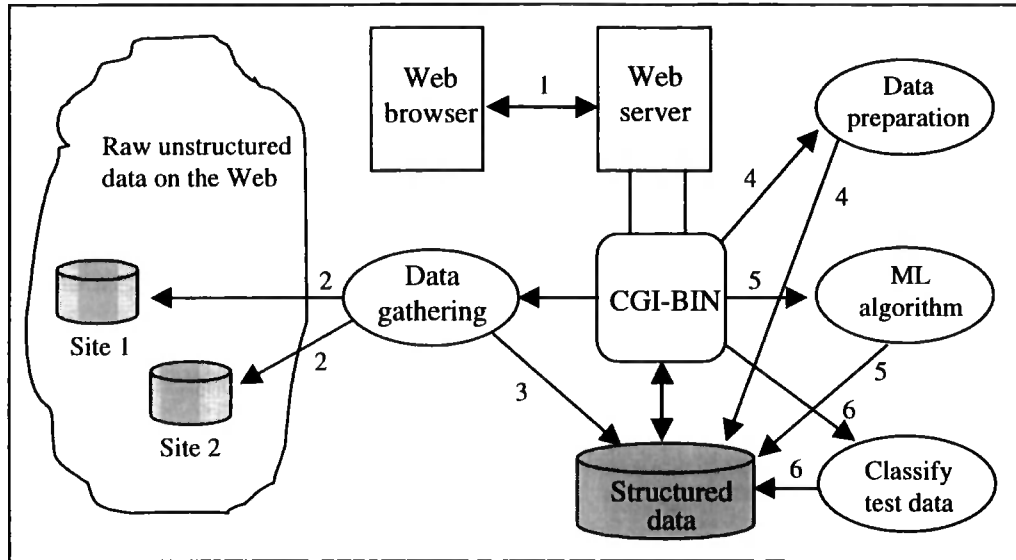 Web
browser
1
Web
server
Data
preparation
Raw unstructured
data on the Web
4
4
2
Data
gathering
CGI-BIN
5
ML
algorithm
Site 1
2
3
5
Site 2
6
6
Structured
data
Classify
test data